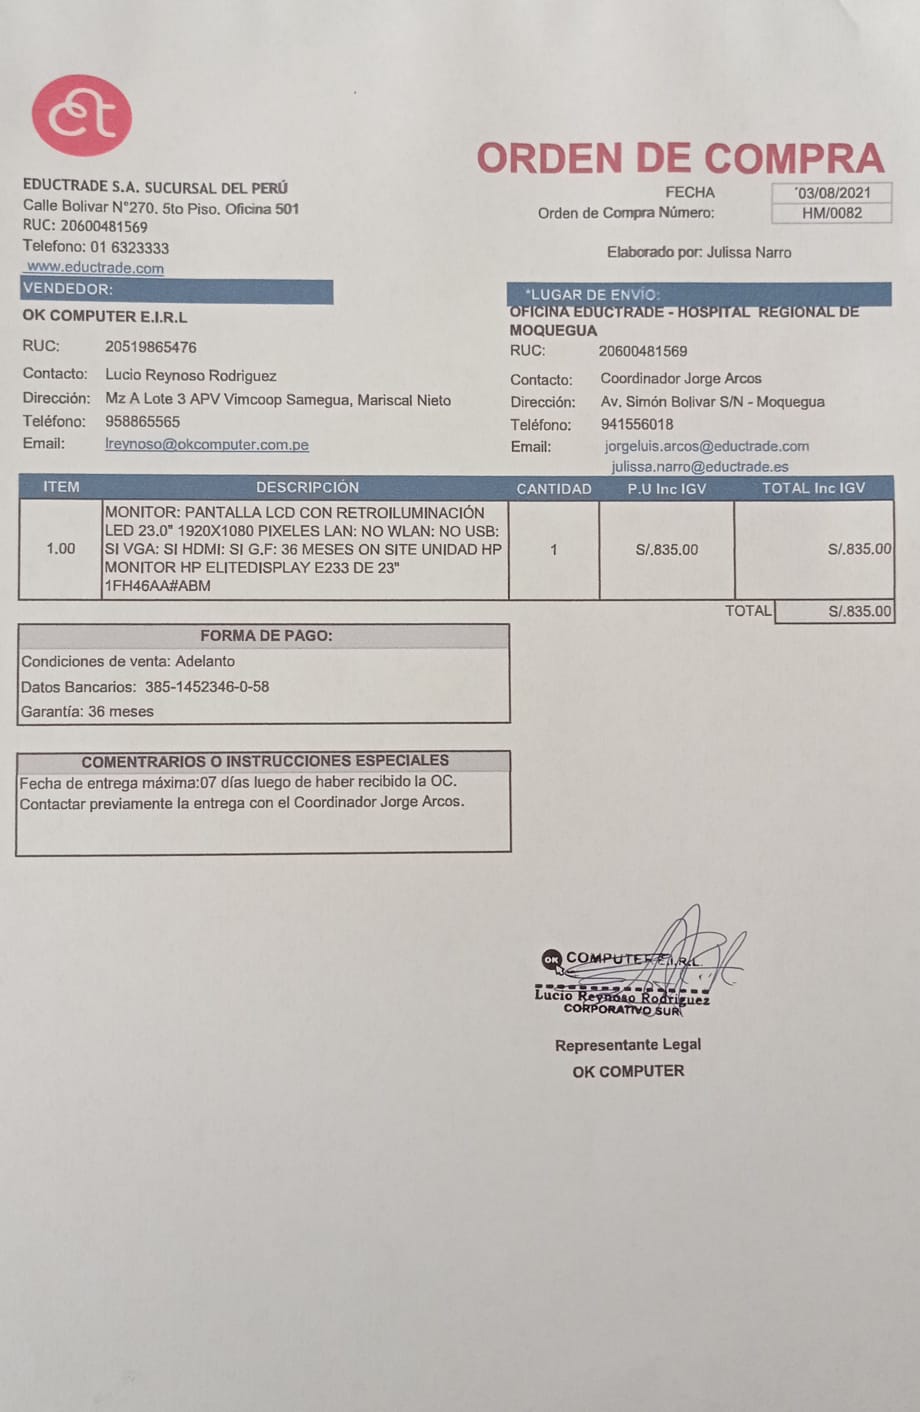 et
ORDEN DE COMPRA
EDUCTRADE S.A. SUCURSAL DEL PERÚ
Calle Bolivar N°270. 5to Piso. Oficina 501
RUC: 20600481569
Telefono: 01 6323333
www.eductrade.com
FECHA ´03/08/2021
Orden de Compra Número: HM/0082
Elaborado por: Julissa Narro
VENDEDOR:
OK COMPUTER E.I.R.L
RUC: 20519865476
Contacto: Lucio Reynoso Rodriguez
Dirección: Mz A Lote 3 APV Vimcoop Samegua, Mariscal Nieto
Teléfono: 958865565
Email: lreynoso@okcomputer.com.pe
*LUGAR DE ENVÍO:
OFICINA EDUCTRADE - HOSPITAL REGIONAL DE
MOQUEGUA
RUC: 20600481569
Contacto: Coordinador Jorge Arcos
Dirección: Av. Simón Bolivar S/N - Moquegua
Teléfono: 941556018
Email: jorgeluis.arcos@eductrade.com
julissa.narro@eductrade.es
ITEM DESCRIPCIÓN CANTIDAD P.U Inc IGV TOTAL Inc IGV
MONITOR: PANTALLA LCD CON RETROILUMINACIÓN
LED 23.0" 1920X1080 PIXELES LAN: NO WLAN: NO USB:
1.00 SI VGA: SI HDMI: SI G.F: 36 MESES ON SITE UNIDAD HP 1 S/.835.00 S/.835.00
MONITOR HP ELITEDISPLAY E233 DE 23"
1FH46AA#ABM
TOTAL S/.835.00
FORMA DE PAGO:
Condiciones de venta: Adelanto
Datos Bancarios: 385-1452346-0-58
Garantía: 36 meses
COMENTRARIOS O INSTRUCCIONES ESPECIALES
Fecha de entrega máxima:07 días luego de haber recibido la OC.
Contactar previamente la entrega con el Coordinador Jorge Arcos.
OK COMPUTER E.I.R.L.
Lucio Reynoso Rodriguez
CORPORATIVO SUR
Representante Legal
OK COMPUTER